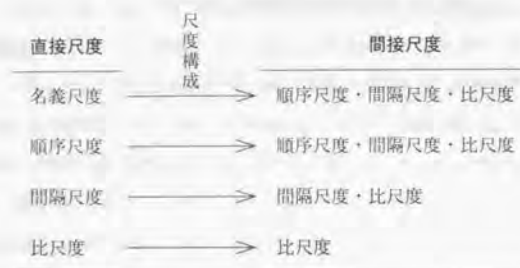 直接尺度
尺度構成
間接尺度
名義尺度 順序尺度・間隔尺度・比尺度
順序尺度 順序尺度・間隔尺度・比尺度
間隔尺度 間隔尺度・比尺度
比尺度 比尺度